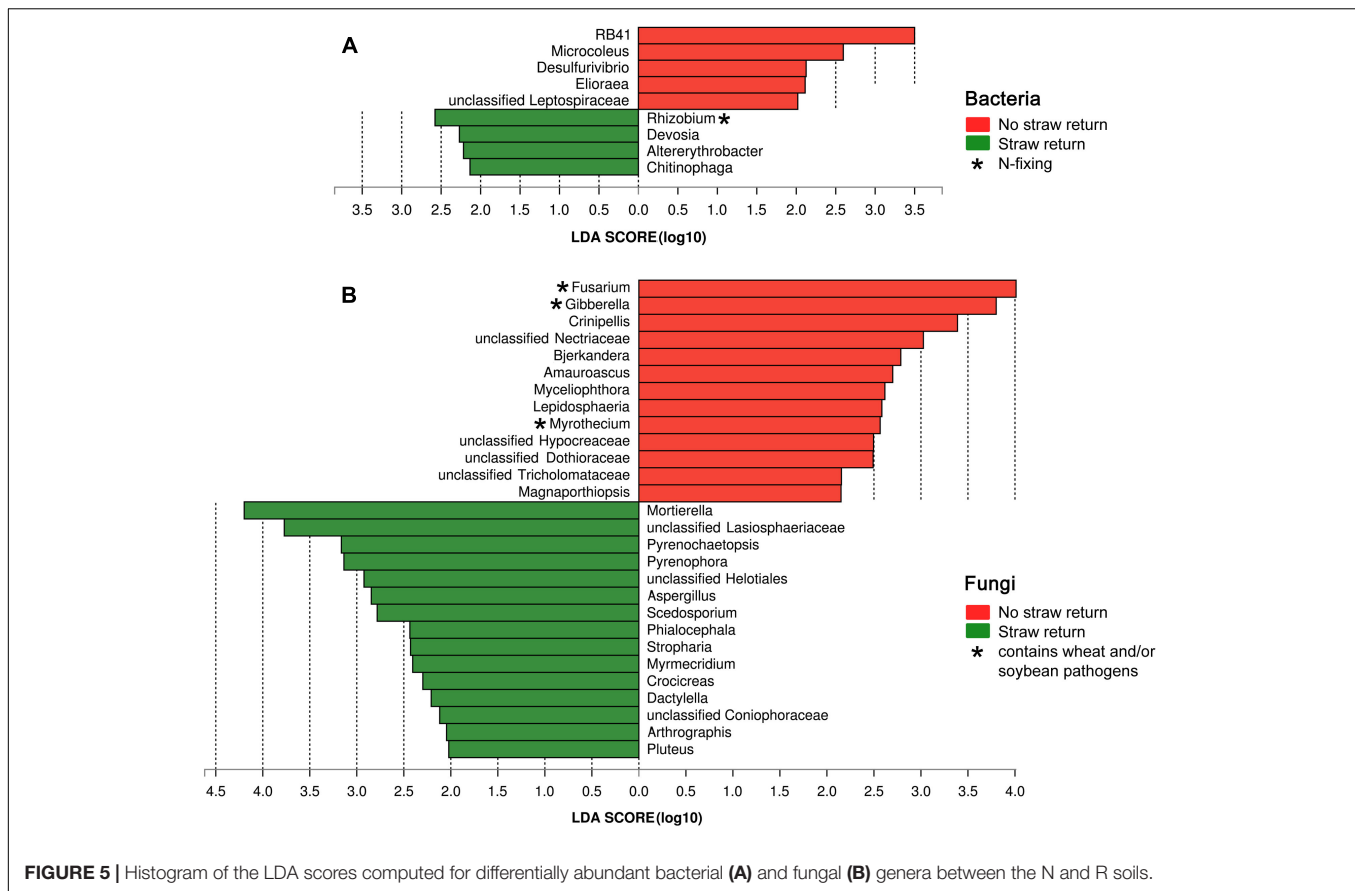 A
RB41
Microcoleus
Desulfurivibrio
Elioraea
unclassified Leptospiraceae
Rhizobium *
Devosia
Altererythrobacter
Chitinophaga
Bacteria
No straw return
Straw return
* N-fixing
3.5 3.0 2.5 2.0 1.5 1.0 0.5 0.0 0.5 1.0 1.5 2.0 2.5 3.0 3.5
LDA SCORE(log10)
B
* Fusarium
* Gibberella
Crinipellis
unclassified Nectriaceae
Bjerkandera
Amauroascus
Myceliophthora
Lepidosphaeria
* Myrothecium
unclassified Hypocreaceae
unclassified Dothioraceae
unclassified Tricholomataceae
Magnaporthiopsis
Mortierella
unclassified Lasiosphaeriaceae
Pyrenochaetopsis
Pyrenophora
unclassified Helotiales
Aspergillus
Scedosporium
Phialocephala
Stropharia
Myrmecridium
Crocicreas
Dactylella
unclassified Coniophoraceae
Arthrographis
Pluteus
Fungi
No straw return
Straw return
* contains wheat and/or
soybean pathogens
4.5 4.0 3.5 3.0 2.5 2.0 1.5 1.0 0.5 0.0 0.5 1.0 1.5 2.0 2.5 3.0 3.5 4.0
LDA SCORE(log10)
FIGURE 5 | Histogram of the LDA scores computed for differentially abundant bacterial (A) and fungal (B) genera between the N and R soils.